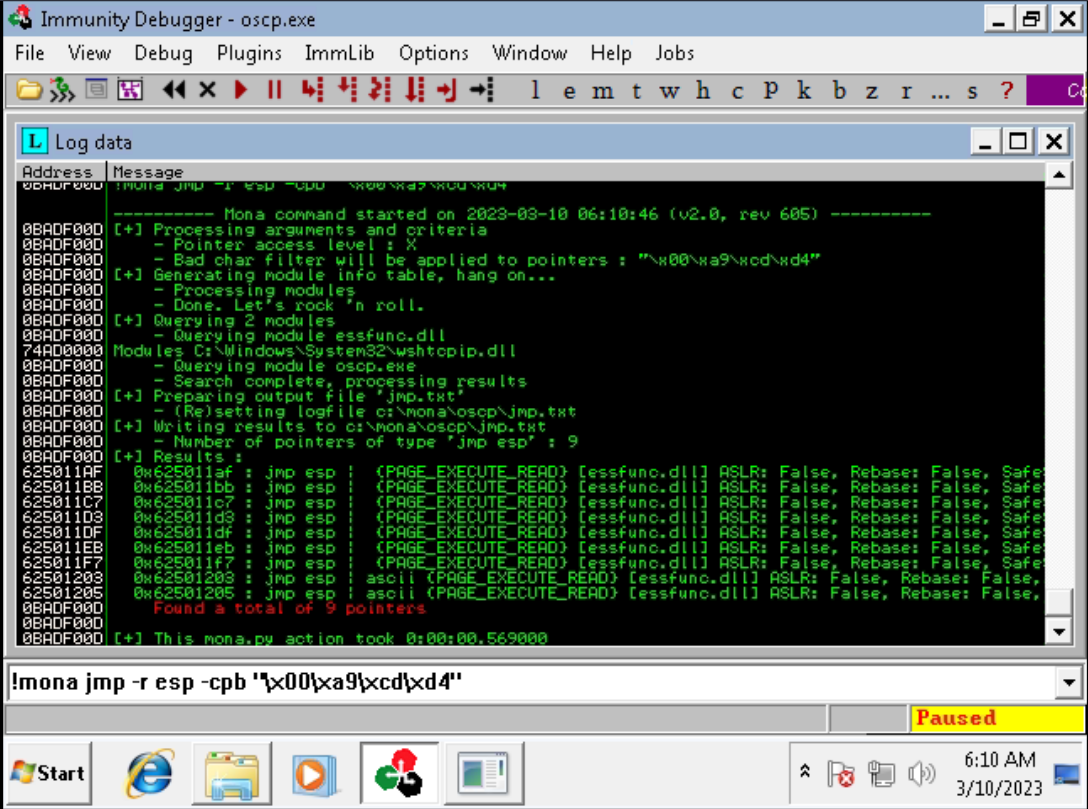 Immunity Debugger - oscp.exe
File View Debug Plugins ImmLib Options Window Help Jobs
l e m t w h c P k b z r ... s ?
L Log data
Address Message
0BADF00D !mona jmp -r esp -cpb "\x00\xa9\xcd\xd4"
---------- Mona command started on 2023-03-10 06:10:46 (v2.0, rev 605) ----------
0BADF00D [+] Processing arguments and criteria
0BADF00D - Pointer access level : X
0BADF00D - Bad char filter will be applied to pointers : "\x00\xa9\xcd\xd4"
0BADF00D [+] Generating module info table, hang on...
0BADF00D - Processing modules
0BADF00D - Done. Let's rock 'n roll.
0BADF00D [+] Querying 2 modules
0BADF00D - Querying module essfunc.dll
74AD0000 Modules C:\Windows\System32\wshtcpip.dll
0BADF00D - Querying module oscp.exe
0BADF00D - Search complete, processing results
0BADF00D [+] Preparing output file 'jmp.txt'
0BADF00D - (Re)setting logfile c:\mona\oscp\jmp.txt
0BADF00D [+] Writing results to c:\mona\oscp\jmp.txt
0BADF00D - Number of pointers of type 'jmp esp' : 9
0BADF00D [+] Results :
625011AF 0x625011af : jmp esp | {PAGE_EXECUTE_READ} [essfunc.dll] ASLR: False, Rebase: False, Safe
625011BB 0x625011bb : jmp esp | {PAGE_EXECUTE_READ} [essfunc.dll] ASLR: False, Rebase: False, Safe
625011C7 0x625011c7 : jmp esp | {PAGE_EXECUTE_READ} [essfunc.dll] ASLR: False, Rebase: False, Safe
625011D3 0x625011d3 : jmp esp | {PAGE_EXECUTE_READ} [essfunc.dll] ASLR: False, Rebase: False, Safe
625011DF 0x625011df : jmp esp | {PAGE_EXECUTE_READ} [essfunc.dll] ASLR: False, Rebase: False, Safe
625011EB 0x625011eb : jmp esp | {PAGE_EXECUTE_READ} [essfunc.dll] ASLR: False, Rebase: False, Safe
625011F7 0x625011f7 : jmp esp | {PAGE_EXECUTE_READ} [essfunc.dll] ASLR: False, Rebase: False, Safe
62501203 0x62501203 : jmp esp | ascii {PAGE_EXECUTE_READ} [essfunc.dll] ASLR: False, Rebase: False,
62501205 0x62501205 : jmp esp | ascii {PAGE_EXECUTE_READ} [essfunc.dll] ASLR: False, Rebase: False,
0BADF00D Found a total of 9 pointers
0BADF00D
0BADF00D [+] This mona.py action took 0:00:00.569000
!mona jmp -r esp -cpb "\x00\xa9\xcd\xd4"
Paused
Start
6:10 AM
3/10/2023